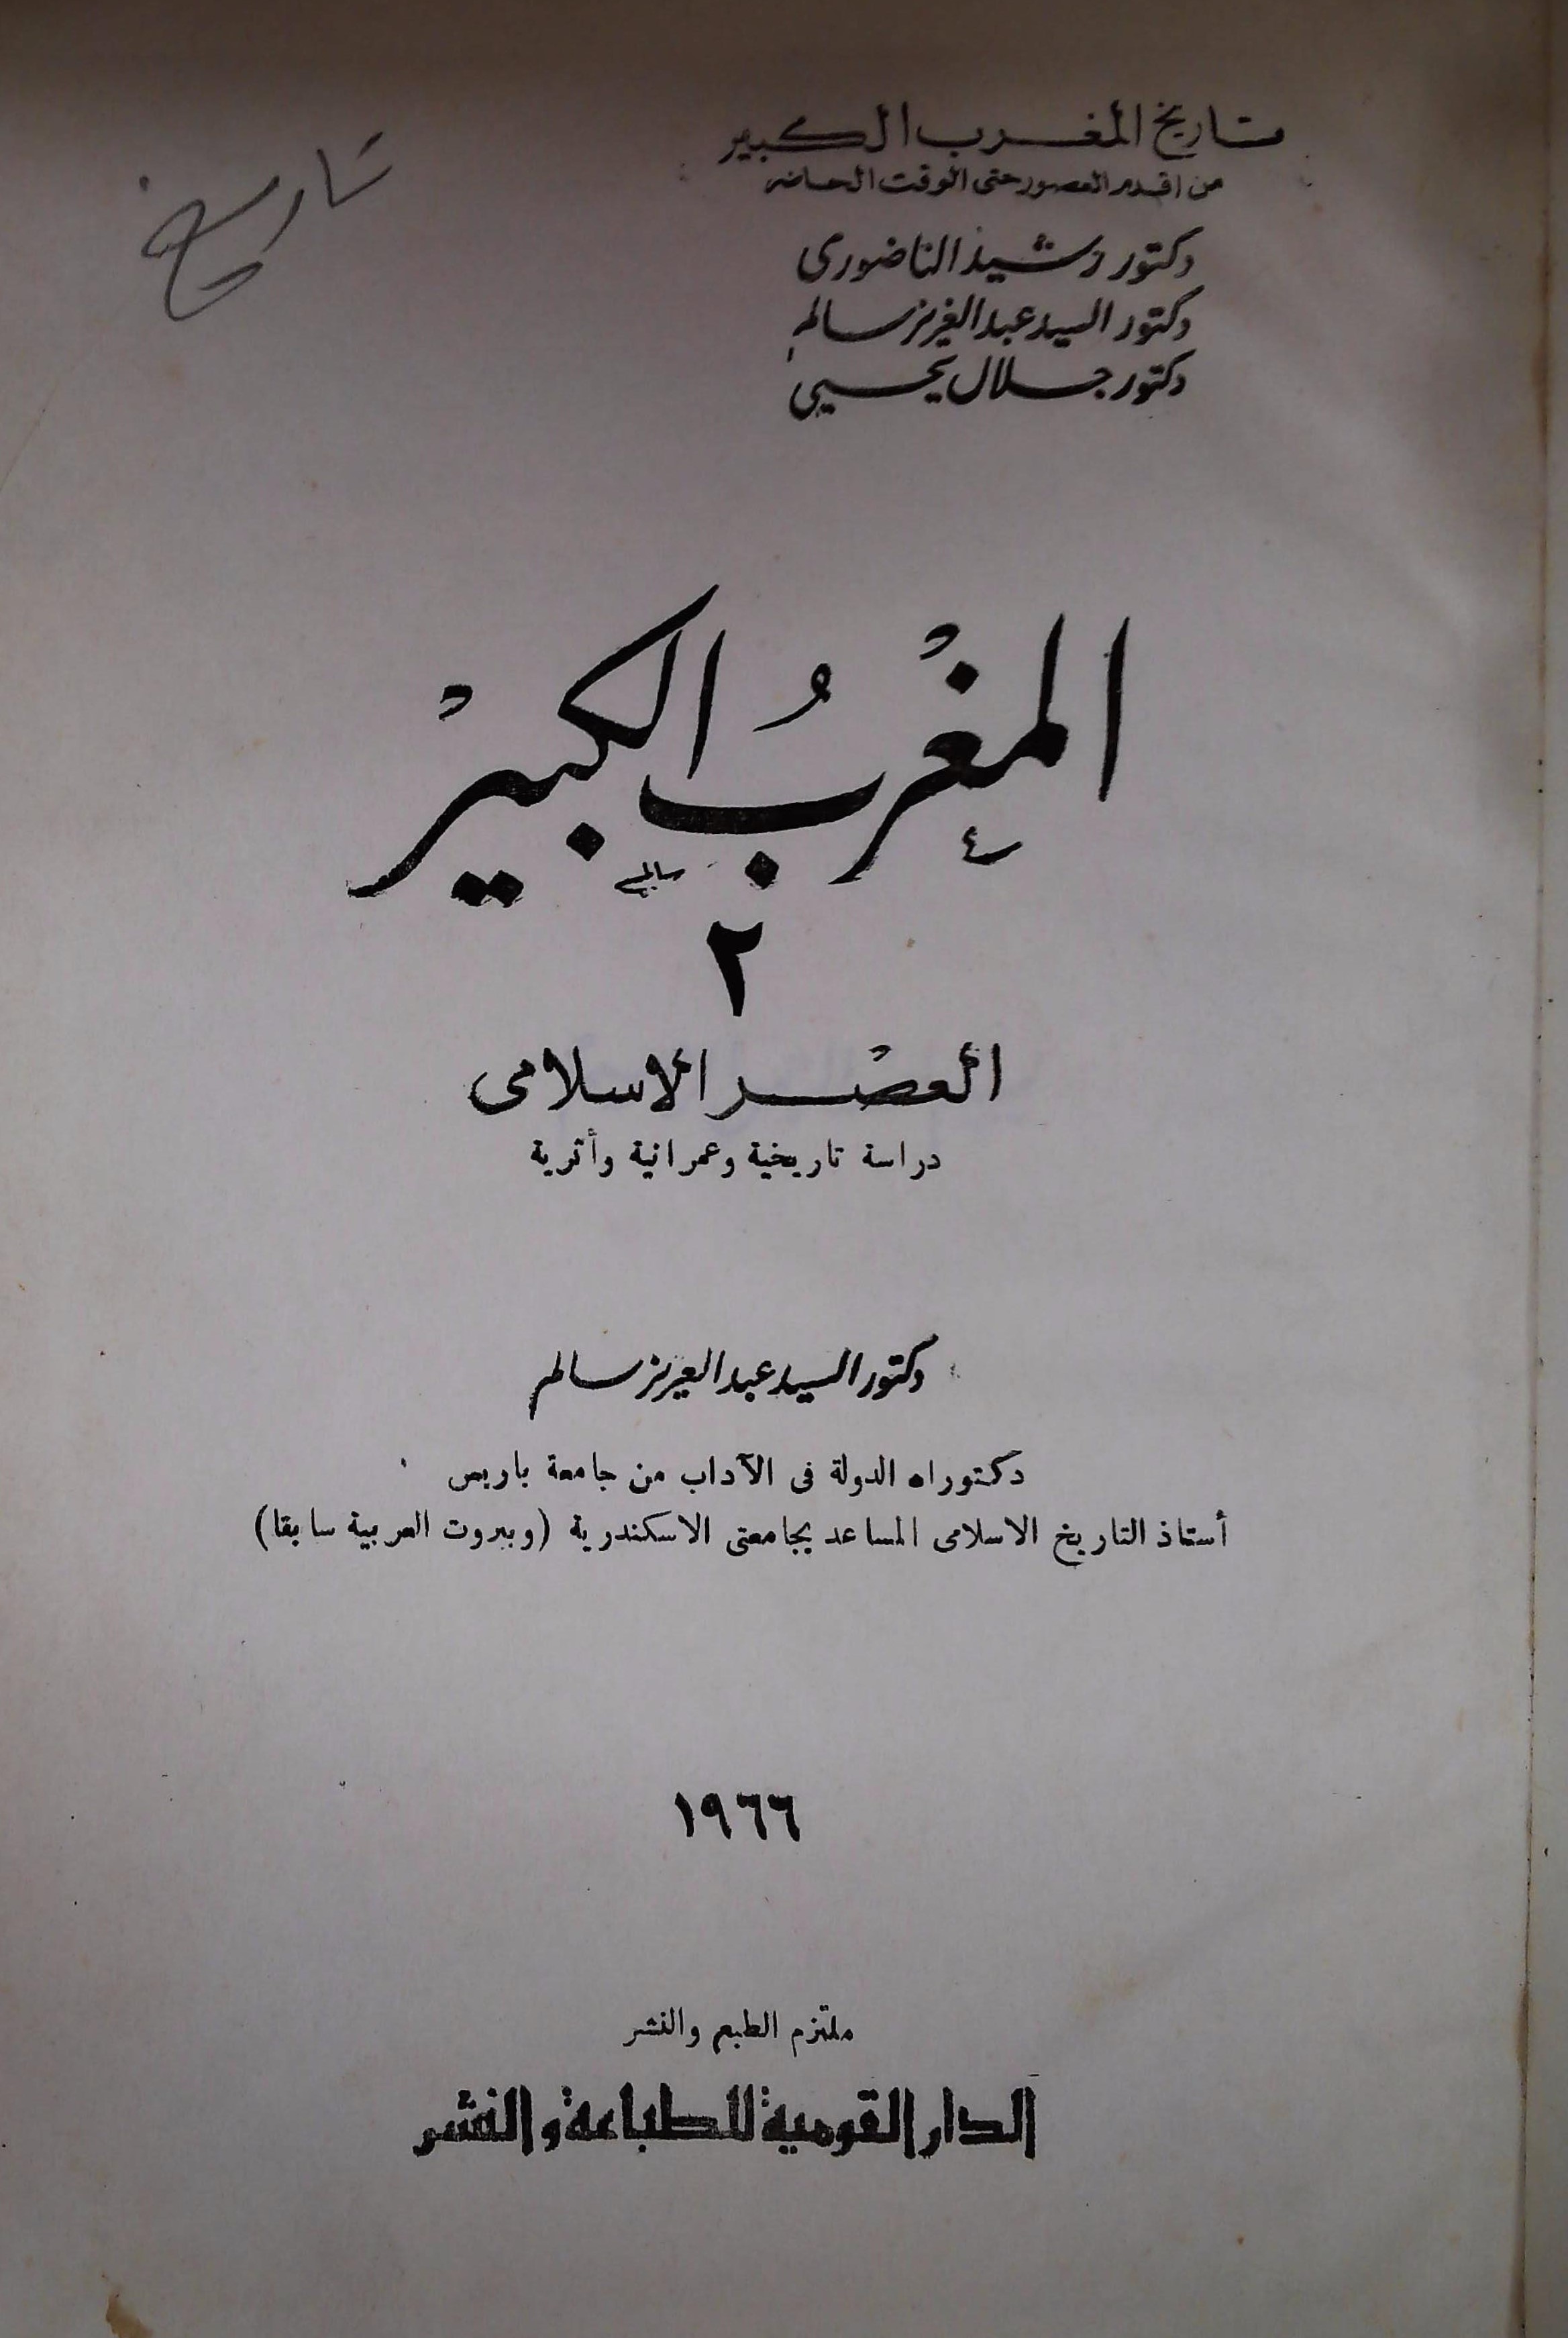 تاريخ المغرب الكبير
من اقدم العصور حتى الوقت الحاضر
تاريخ
دكتور رشيد الناضورى
دكتور السيد عبد العزيز سالم
دكتور جلال يحيى
المغرب الكبير
٢
العصر الاسلامى
دراسة تاريخية وعمرانية وأثرية
دكتور السيد عبد العزيز سالم
دكتوراه الدولة فى الآداب من جامعة باريس
أستاذ التاريخ الاسلامى المساعد بجامعتى الاسكندرية (وبيروت العربية سابقا)
١٩٦٦
ملتزم الطبع والنشر
الدار القومية للطباعة والنشر